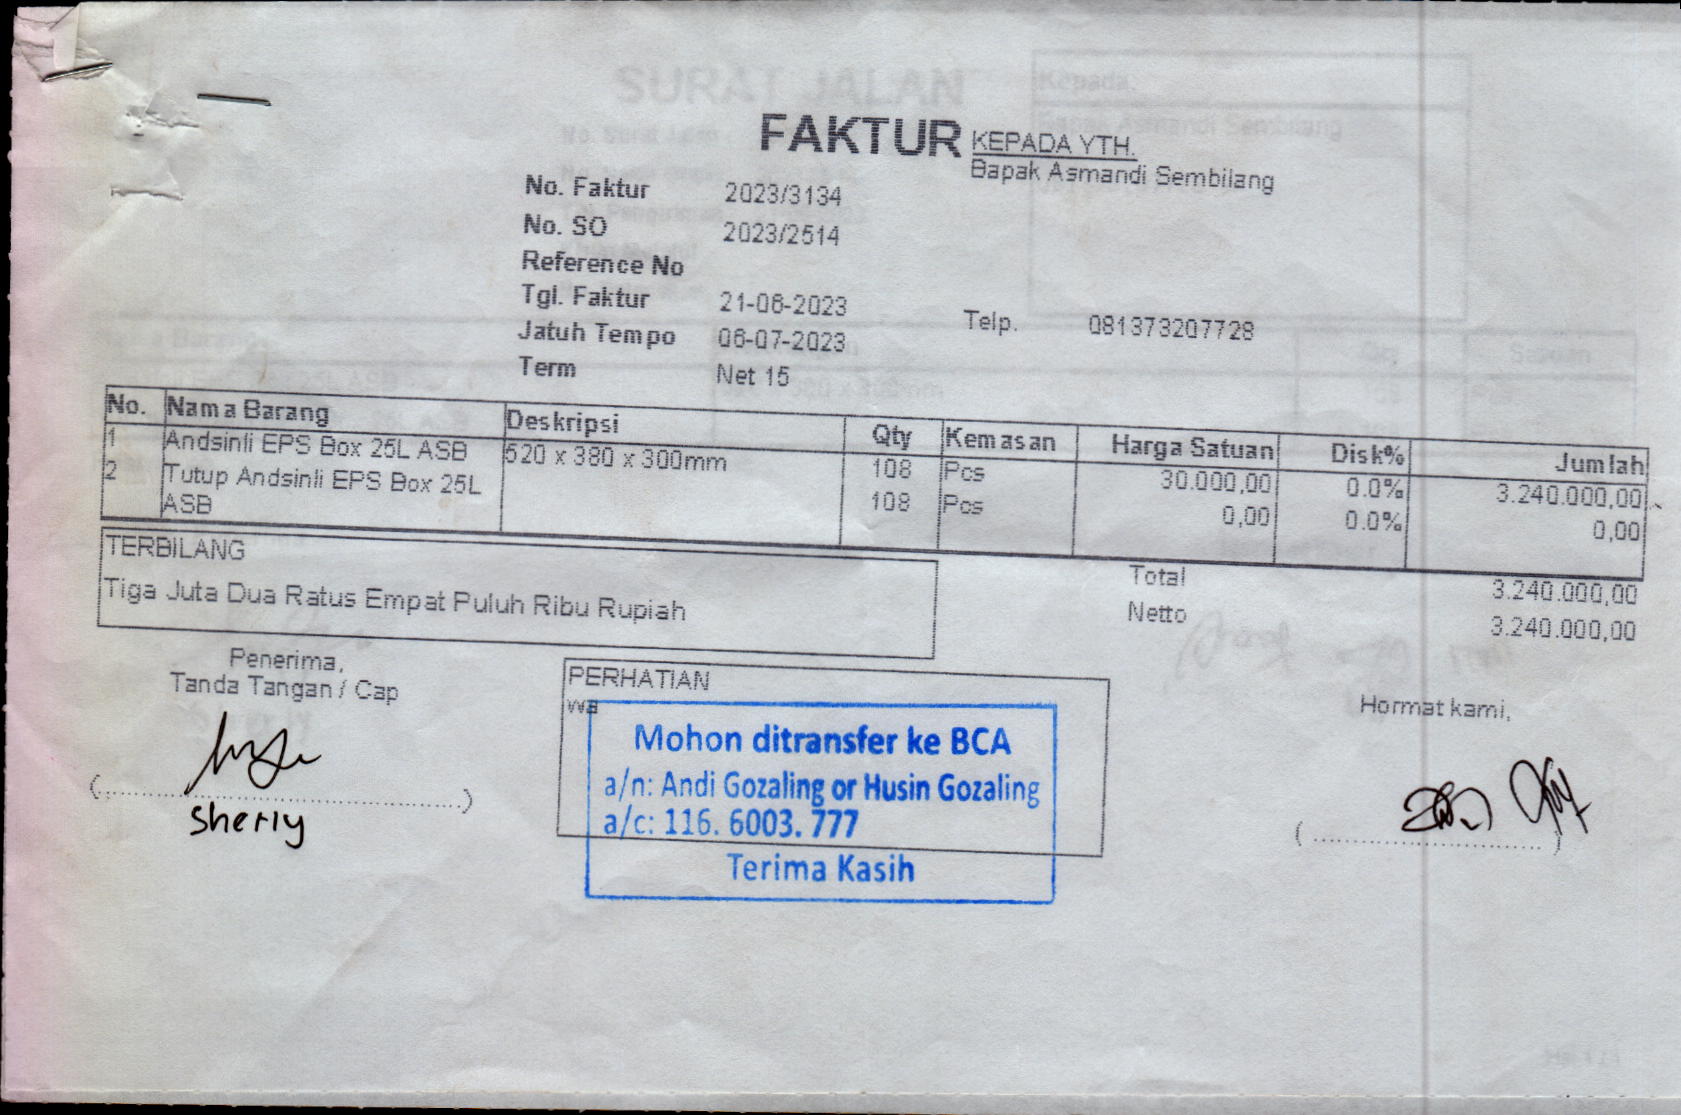 FAKTUR
KEPADA YTH.
Bapak Asmandi Sembilang
No. Faktur 2023/3134
No. SO 2023/2514
Reference No
Tgl. Faktur 21-06-2023
Jatuh Tempo 06-07-2023
Term Net 15
Telp. 081373207728
No. Nama Barang Deskripsi Qty Kemasan Harga Satuan Disk% Jumlah
1 Andsinli EPS Box 25L ASB 520 x 380 x 300mm 108 Pcs 30.000,00 0.0% 3.240.000,00
2 Tutup Andsinli EPS Box 25L 108 Pcs 0,00 0.0% 0,00
ASB
TERBILANG
Tiga Juta Dua Ratus Empat Puluh Ribu Rupiah
Total 3.240.000,00
Netto 3.240.000,00
Penerima,
Tanda Tangan / Cap
sherly
PERHATIAN
Mohon ditransfer ke BCA
a/n: Andi Gozaling or Husin Gozaling
a/c: 116. 6003. 777
Terima Kasih
Hormat kami,